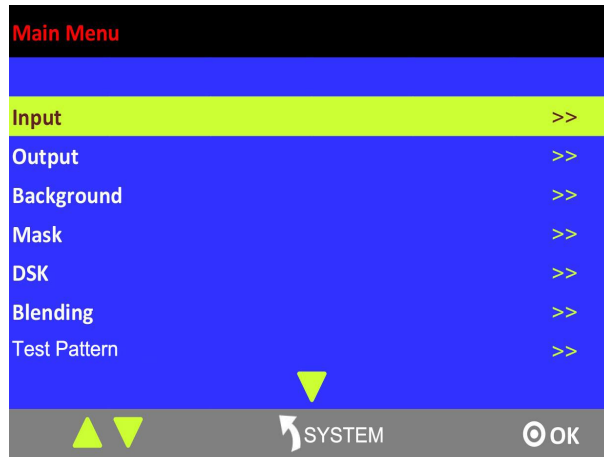 Main Menu
Input >>
Output >>
Background >>
Mask >>
DSK >>
Blending >>
Test Pattern >>
SYSTEM OK